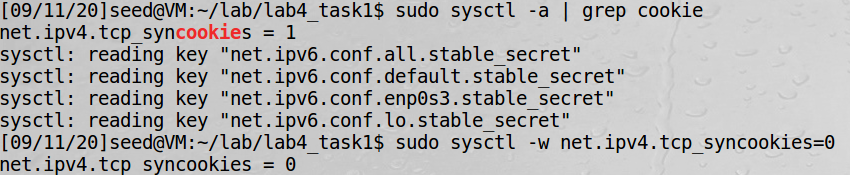 [09/11/20]seed@VM:~/lab/lab4_task1$ sudo sysctl -a | grep cookie
net.ipv4.tcp_syncookies = 1
sysctl: reading key "net.ipv6.conf.all.stable_secret"
sysctl: reading key "net.ipv6.conf.default.stable_secret"
sysctl: reading key "net.ipv6.conf.enp0s3.stable_secret"
sysctl: reading key "net.ipv6.conf.lo.stable_secret"
[09/11/20]seed@VM:~/lab/lab4_task1$ sudo sysctl -w net.ipv4.tcp_syncookies=0
net.ipv4.tcp syncookies = 0